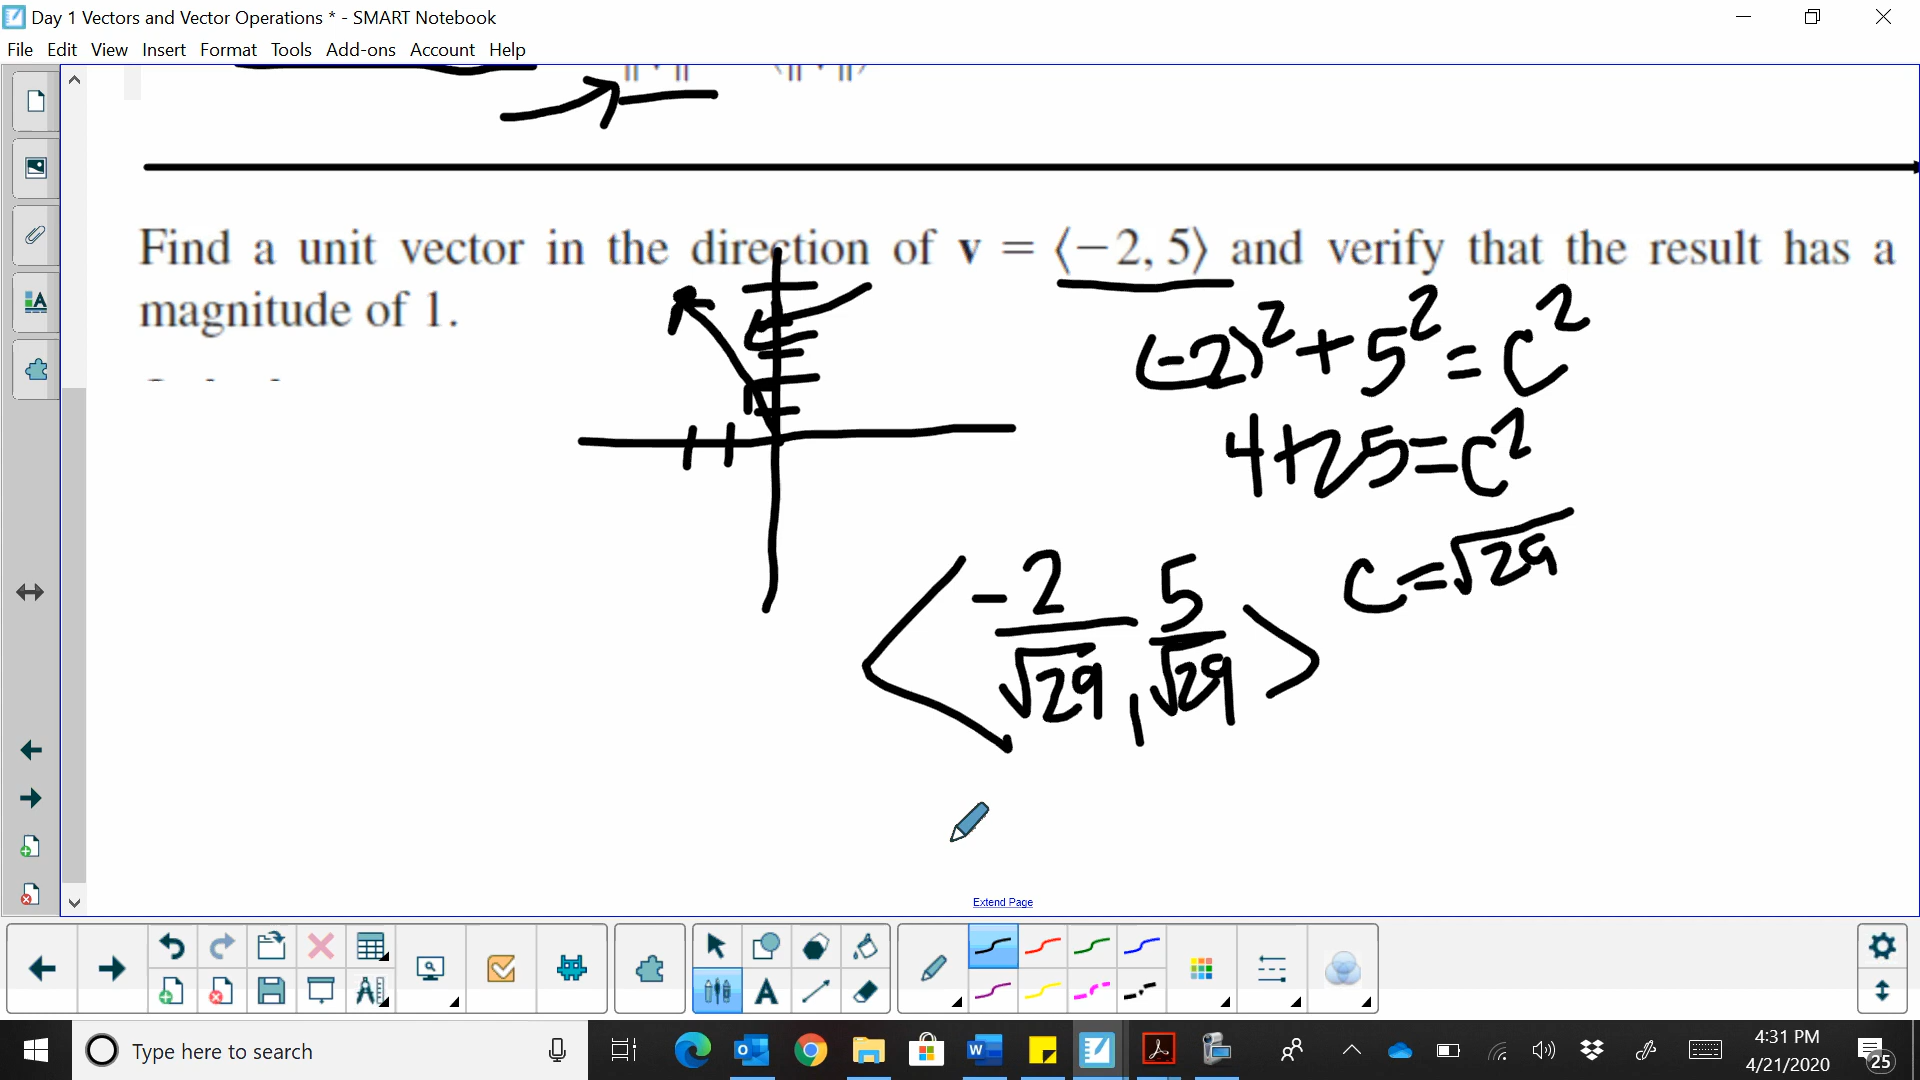 Day 1 Vectors and Vector Operations * - SMART Notebook
File Edit View Insert Format Tools Add-ons Account Help
Find a unit vector in the direction of v = ⟨−2, 5⟩ and verify that the result has a
magnitude of 1.
(-2)² + 5² = C²
4+25=C²
C=√29
⟨-2/√29, 5/√29⟩
Extend Page
Type here to search
4:31 PM
4/21/2020
25